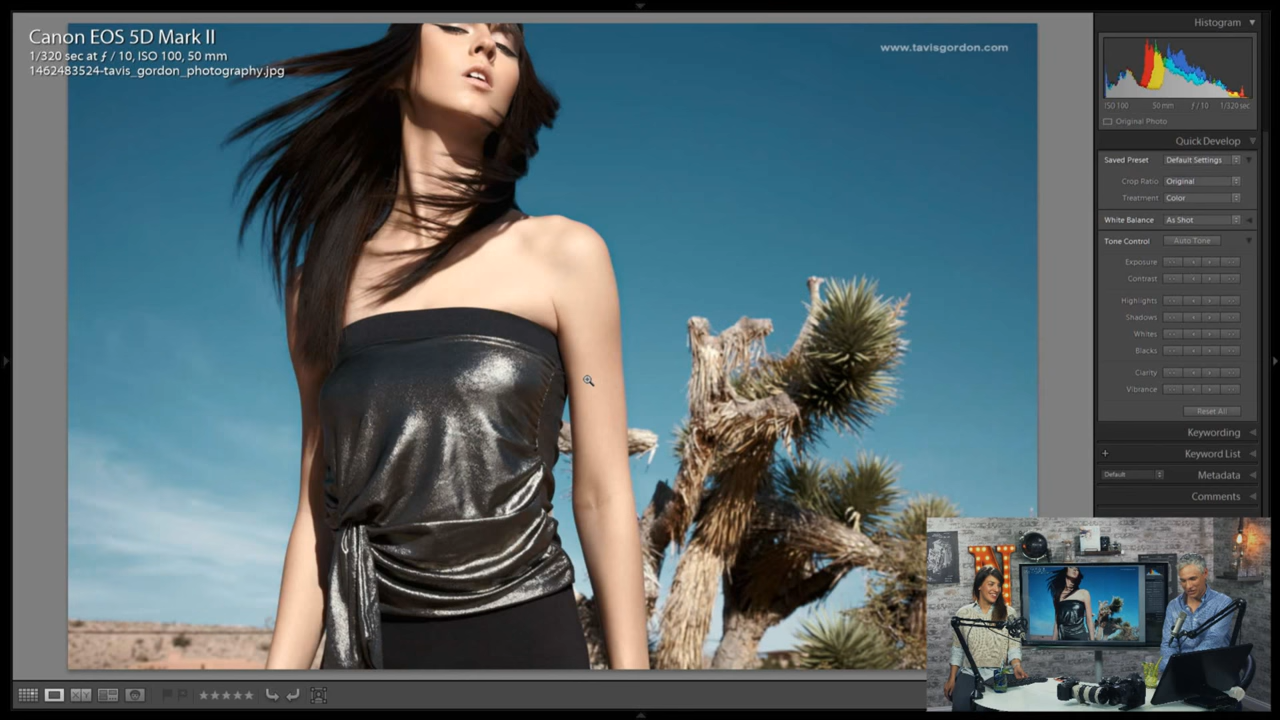 Canon EOS 5D Mark II
1/320 sec at ƒ / 10, ISO 100, 50 mm
1462483524-tavis_gordon_photography.jpg
www.tavisgordon.com
Histogram
ISO 100 50 mm ƒ / 10 1/320 sec
Original Photo
Quick Develop
Saved Preset Default Settings
Crop Ratio Original
Treatment Color
White Balance As Shot
Tone Control Auto Tone
Exposure
Contrast
Highlights
Shadows
Whites
Blacks
Clarity
Vibrance
Reset All
Keywording
+ Keyword List
Default Metadata
Comments
N
X Y